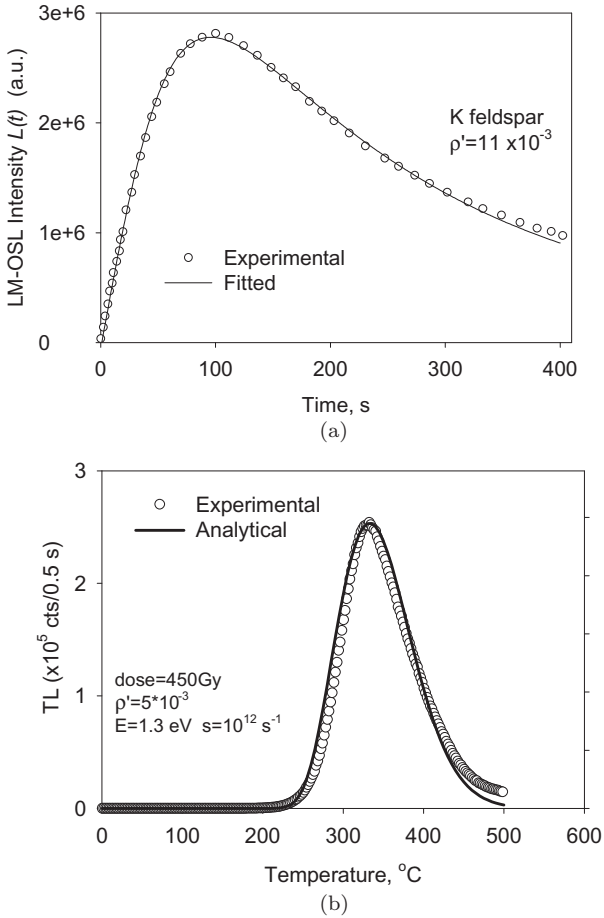 3e+6
2e+6
1e+6
0
LM-OSL Intensity L(t) (a.u.)
K feldspar
ρ'=11 x10⁻³
Experimental
Fitted
0 100 200 300 400
Time, s
(a)
3
2
1
0
TL (x10⁵ cts/0.5 s)
Experimental
Analytical
dose=450Gy
ρ'=5*10⁻³
E=1.3 eV s=10¹² s⁻¹
0 100 200 300 400 500 600
Temperature, °C
(b)